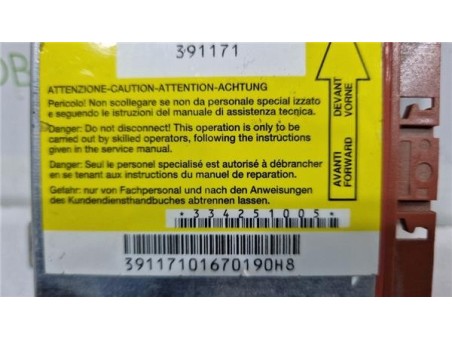 391171
ATTENZIONE-CAUTION-ATTENTION-ACHTUNG
Pericolo! Non scollegare se non da personale special izzato
e seguendo le istruzioni del manuale di assistenza tecnica.
Danger: Do not disconnect! This operation is only to be
carried out by skilled operators, following the instructions
given in the service manual.
Danger: Seul le personel spécialisé est autorisé à débrancher
en se tenant aux instructions du manuel de reparation.
Gefahr: nur von Fachpersonal und nach den Anweisungen
des Kundendiensthandbuches abtrennen lassen.
AVANTI DEVANT
FORWARD VORNE
*334251005*
39117101670190H8